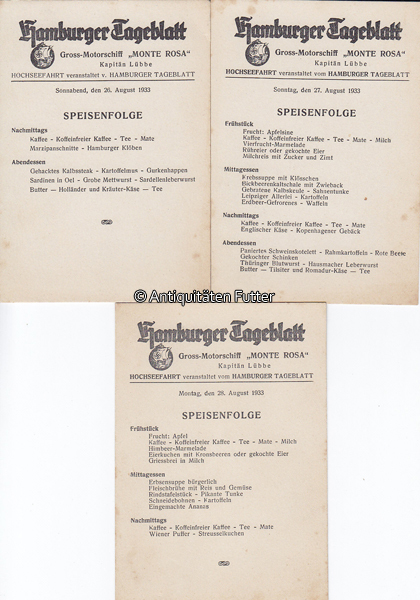 Hamburger Tageblatt
Gross-Motorschiff „MONTE ROSA"
Kapitän Lübbe
HOCHSEEFAHRT veranstaltet v. HAMBURGER TAGEBLATT
Sonnabend, den 26. August 1933
SPEISENFOLGE
Nachmittags
Kaffee - Koffeinfreier Kaffee - Tee - Mate
Marzipanschnitte - Hamburger Klöben
Abendessen
Gehacktes Kalbssteak - Kartoffelmus - Gurkenhappen
Sardinen in Oel - Grobe Mettwurst - Sardellenleberwurst
Butter — Holländer und Kräuter-Käse — Tee
Hamburger Tageblatt
Gross-Motorschiff „MONTE ROSA"
Kapitän Lübbe
HOCHSEEFAHRT veranstaltet vom HAMBURGER TAGEBLATT
Sonntag, den 27. August 1933
SPEISENFOLGE
Frühstück
Frucht: Apfelsine
Kaffee - Koffeinfreier Kaffee - Tee - Mate - Milch
Vierfrucht-Marmelade
Rührei oder gekochte Eier
Milchreis mit Zucker und Zimt
Mittagessen
Krebssuppe mit Klösschen
Bickbeerenkaltschale mit Zwieback
Gebratene Kalbskeule - Sahnentunke
Leipziger Allerlei - Kartoffeln
Erdbeer-Gefrorenes - Waffeln
Nachmittags
Kaffee - Koffeinfreier Kaffee - Tee - Mate
Englischer Käse - Kopenhagener Gebäck
Abendessen
Paniertes Schweinskotelett - Rahmkartoffeln - Rote Beete
Gekochter Schinken
Thüringer Blutwurst - Hausmacher Leberwurst
Butter — Tilsiter und Romadur-Käse — Tee
© Antiquitäten Futter
Hamburger Tageblatt
Gross-Motorschiff „MONTE ROSA"
Kapitän Lübbe
HOCHSEEFAHRT veranstaltet vom HAMBURGER TAGEBLATT
Montag, den 28. August 1933
SPEISENFOLGE
Frühstück
Frucht: Apfel
Kaffee - Koffeinfreier Kaffee - Tee - Mate - Milch
Himbeer-Marmelade
Eierkuchen mit Kronsbeeren oder gekochte Eier
Griessbrei in Milch
Mittagessen
Erbsensuppe bürgerlich
Fleischbrühe mit Reis und Gemüse
Rindstafelstück - Pikante Tunke
Schneidebohnen - Kartoffeln
Eingemachte Ananas
Nachmittags
Kaffee - Koffeinfreier Kaffee - Tee - Mate
Wiener Puffer - Streusselkuchen